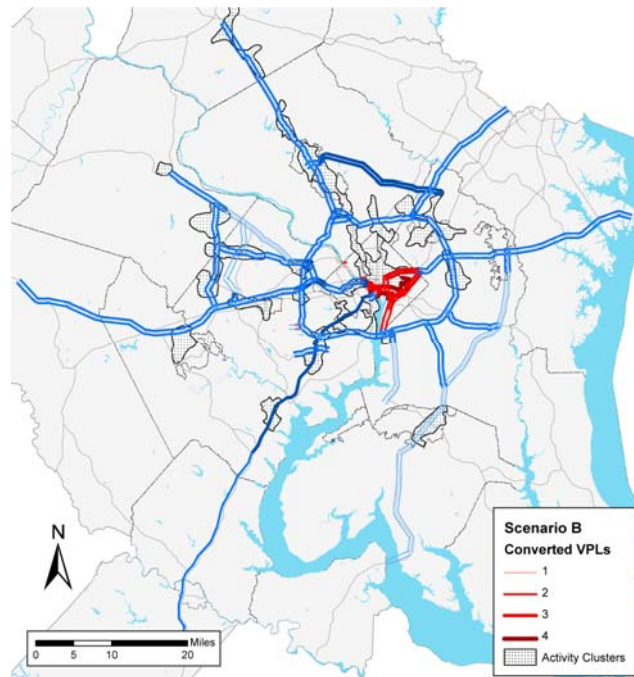 N
Miles
0 5 10 20
Scenario B
Converted VPLs
1
2
3
4
Activity Clusters